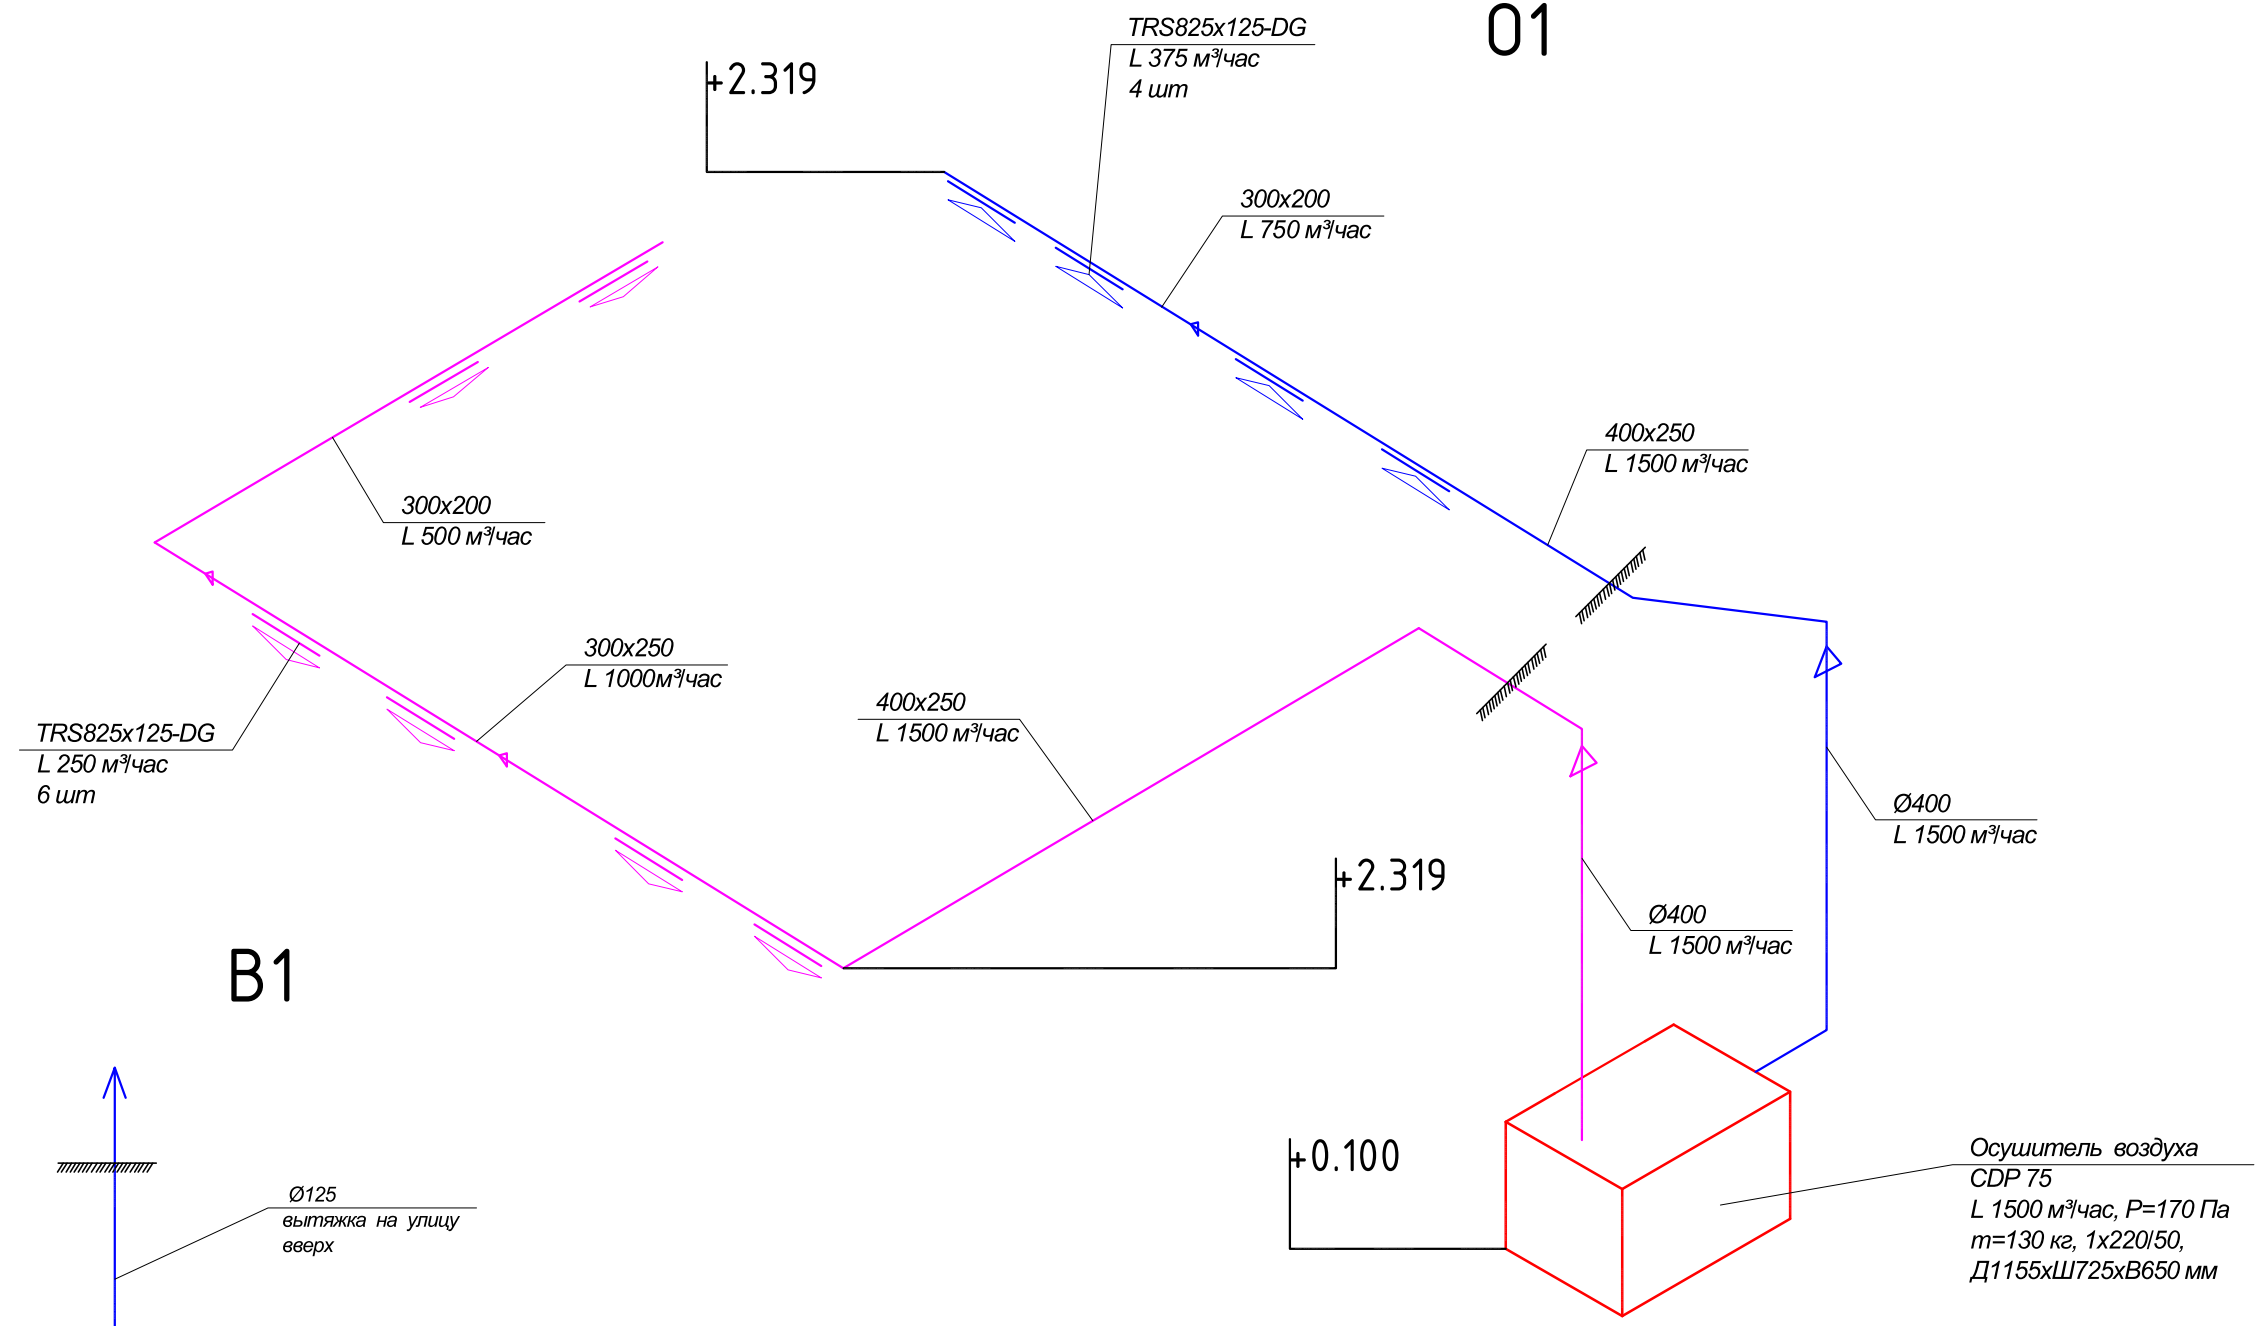 О1
TRS825x125-DG
L 375 м³/час
4 шт
+2.319
300x200
L 750 м³/час
400x250
L 1500 м³/час
300x200
L 500 м³/час
300x250
L 1000м³/час
400x250
L 1500 м³/час
TRS825x125-DG
L 250 м³/час
6 шт
Ø400
L 1500 м³/час
+2.319
Ø400
L 1500 м³/час
В1
+0.100
Осушитель воздуха
CDP 75
L 1500 м³/час, P=170 Па
m=130 кг, 1x220/50,
Д1155xШ725xВ650 мм
Ø125
вытяжка на улицу
вверх